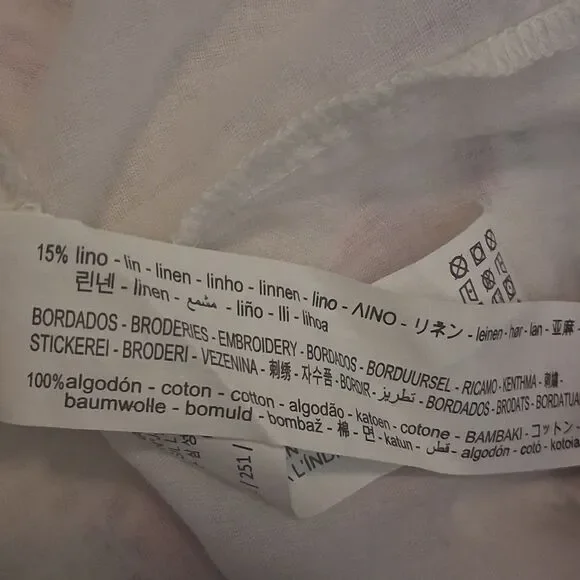 15% lino - lin - linen - linho - linnen - lino - ΛΙΝΟ - リネン - leinen - hør - lan - 亚麻
린넨 - linen - مشمع - liño - lli - lihoa
BORDADOS - BRODERIES - EMBROIDERY - BORDADOS - BORDUURSEL - RICAMO - ΚΕΝΤΗΜΑ - 刺繍 -
STICKEREI - BRODERI - VEZENINA - 刺绣 - 자수품 - BORDIR - تطريز - BORDADOS - BRODATS - BORDATUA
100%algodón - coton - cotton - algodão - katoen - cotone - BAMBAKI - コットン -
baumwolle - bomuld - bombaž - 棉 - 면 - katun - قطن - algodón - cotó - kotoia
251 /